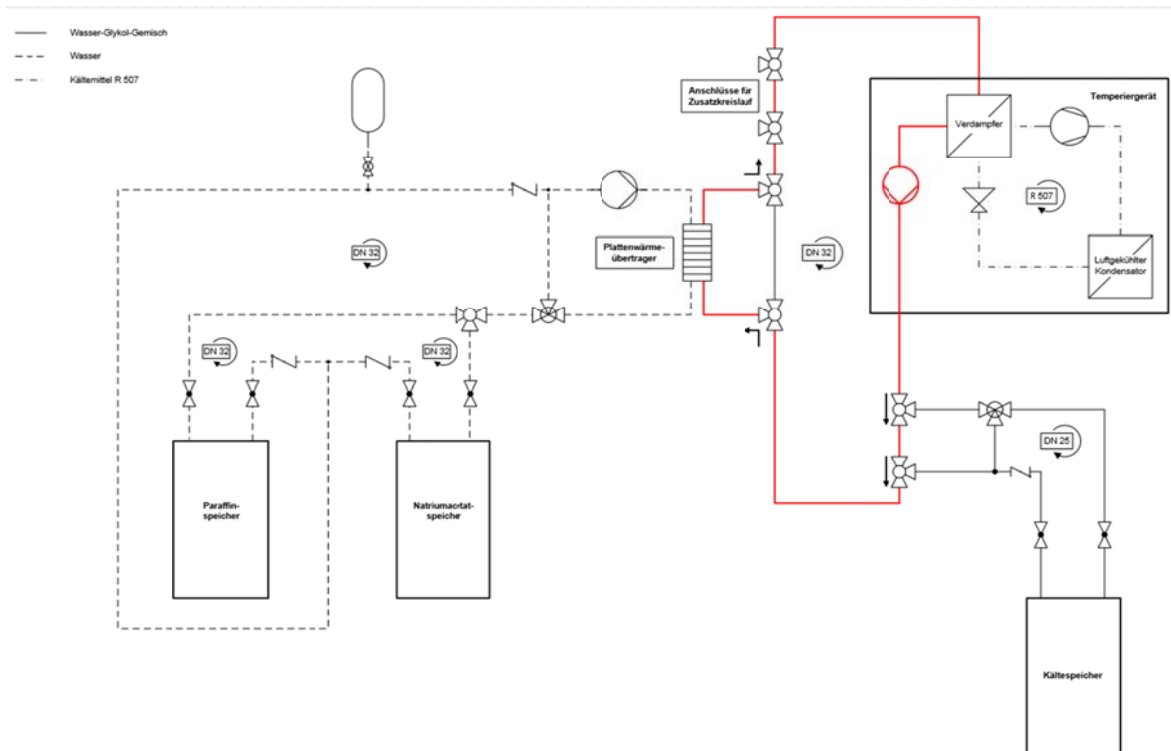 Wasser-Glykol-Gemisch
Wasser
Kältemittel R 507
Anschlüsse für
Zusatzkreislauf
Temperiergerät
Verdampfer
R 507
Luftgekühlter
Kondensator
Plattenwärme-
übertrager
DN 32
DN 32
DN 32
DN 32
DN 25
Paraffin-
speicher
speicher
Kältespeicher